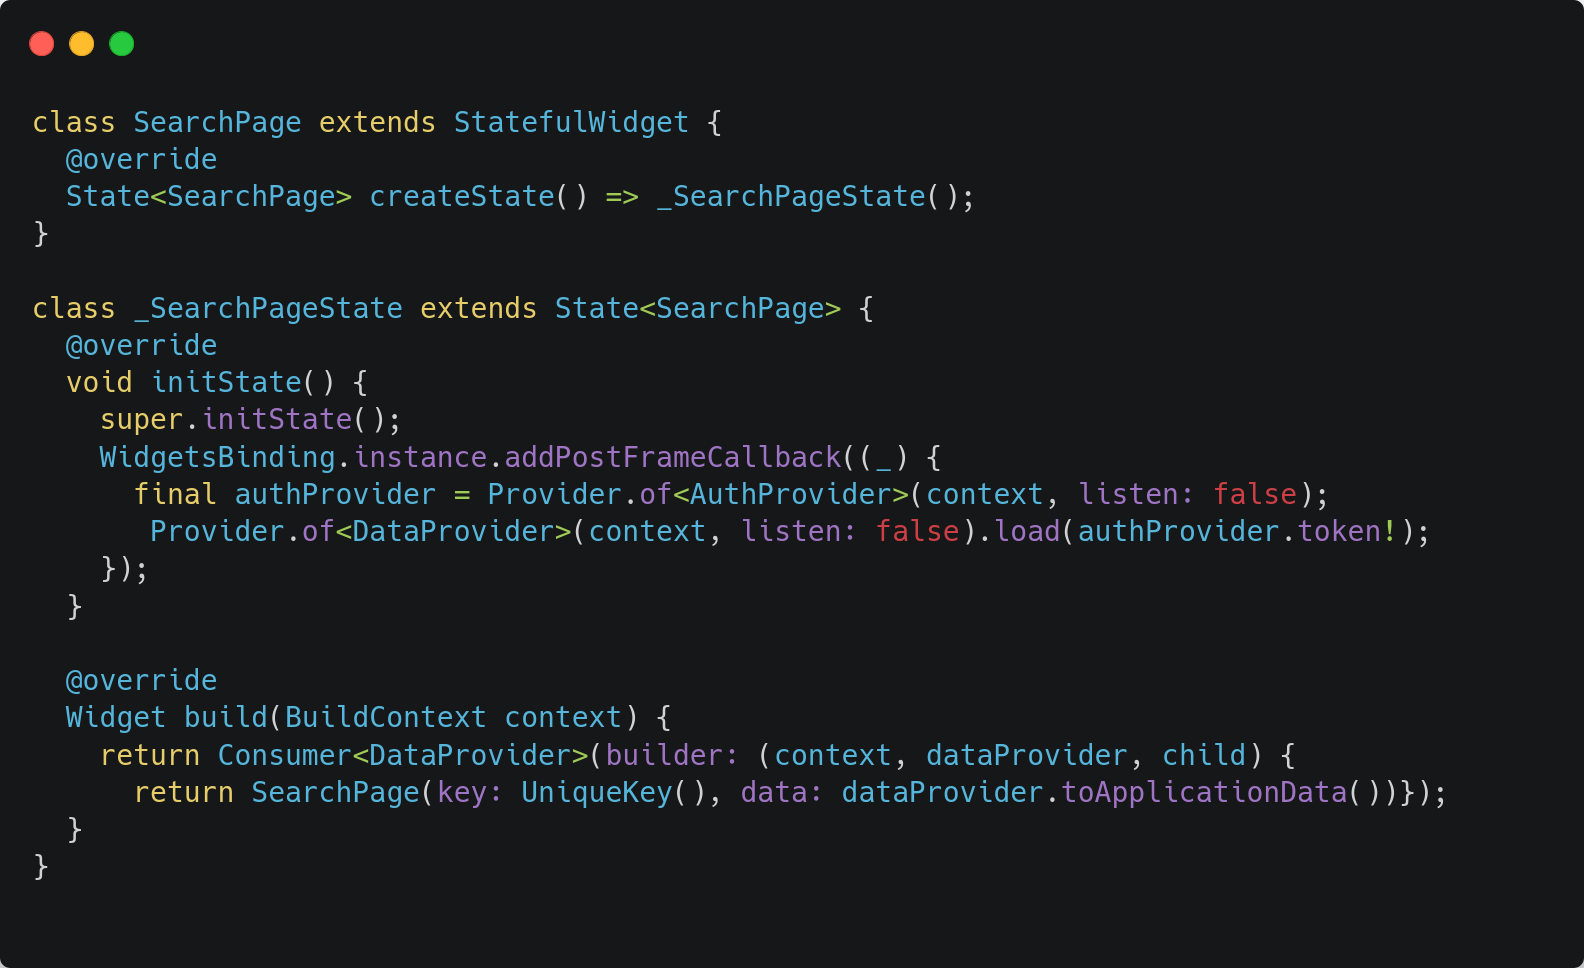 class SearchPage extends StatefulWidget {
  @override
  State<SearchPage> createState() => _SearchPageState();
}

class _SearchPageState extends State<SearchPage> {
  @override
  void initState() {
    super.initState();
    WidgetsBinding.instance.addPostFrameCallback((_) {
      final authProvider = Provider.of<AuthProvider>(context, listen: false);
       Provider.of<DataProvider>(context, listen: false).load(authProvider.token!);
    });
  }

  @override
  Widget build(BuildContext context) {
    return Consumer<DataProvider>(builder: (context, dataProvider, child) {
      return SearchPage(key: UniqueKey(), data: dataProvider.toApplicationData())});
  }
}